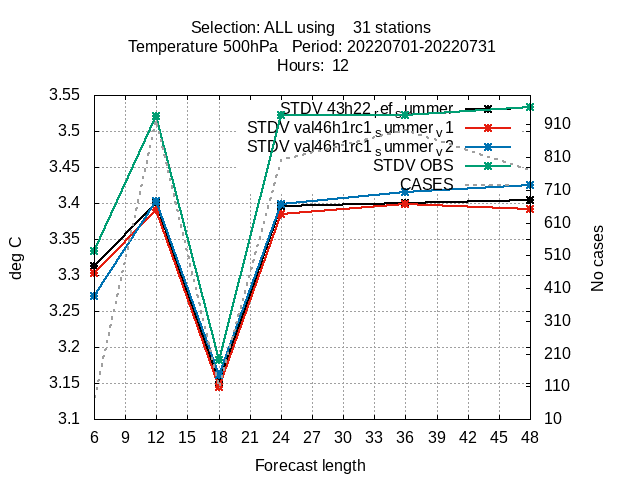 Selection: ALL using    31 stations
Temperature 500hPa   Period: 20220701-20220731
Hours:  12
STDV 43h22_ref_summer
STDV val46h1rc1_summer_v1
STDV val46h1rc1_summer_v2
STDV OBS
CASES
3.55
3.5
3.45
3.4
3.35
3.3
3.25
3.2
3.15
3.1
deg C
910
810
710
610
510
410
310
210
110
10
No cases
6 9 12 15 18 21 24 27 30 33 36 39 42 45 48
Forecast length